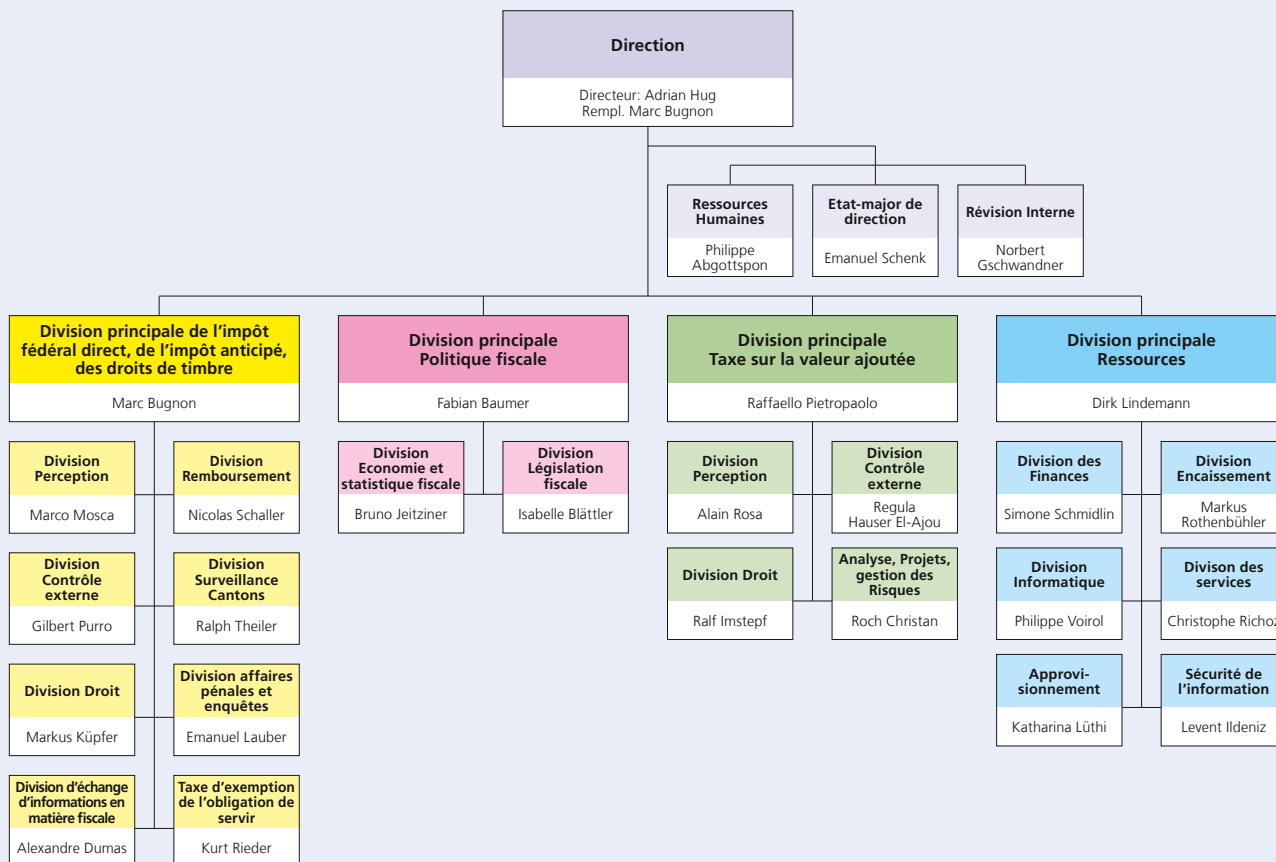 Direction
Directeur: Adrian Hug
Rempl. Marc Bugnon
Ressources
Humaines
Philippe
Abgottspon
Etat-major de
direction
Emanuel Schenk
Révision Interne
Norbert
Gschwandner
Division principale de l'impôt
fédéral direct, de l'impôt anticipé,
des droits de timbre
Marc Bugnon
Division
Perception
Marco Mosca
Division
Remboursement
Nicolas Schaller
Division
Contrôle
externe
Gilbert Purro
Division
Surveillance
Cantons
Ralph Theiler
Division Droit
Markus Küpfer
Division affaires
pénales et
enquêtes
Emanuel Lauber
Division d'échange
d'informations en
matière fiscale
Alexandre Dumas
Taxe d'exemption
de l'obligation de
servir
Kurt Rieder
Division principale
Politique fiscale
Fabian Baumer
Division
Economie et
statistique fiscale
Bruno Jeitziner
Division
Législation
fiscale
Isabelle Blättler
Division principale
Taxe sur la valeur ajoutée
Raffaello Pietropaolo
Division
Perception
Alain Rosa
Division
Contrôle
externe
Regula
Hauser El-Ajou
Division Droit
Ralf Imstepf
Analyse, Projets,
gestion des
Risques
Roch Christan
Division principale
Ressources
Dirk Lindemann
Division des
Finances
Simone Schmidlin
Division
Encaissement
Markus
Rothenbühler
Division
Informatique
Philippe Voirol
Divison des
services
Christophe Richoz
Approvi-
sionnement
Katharina Lüthi
Sécurité de
l'information
Levent Ildeniz